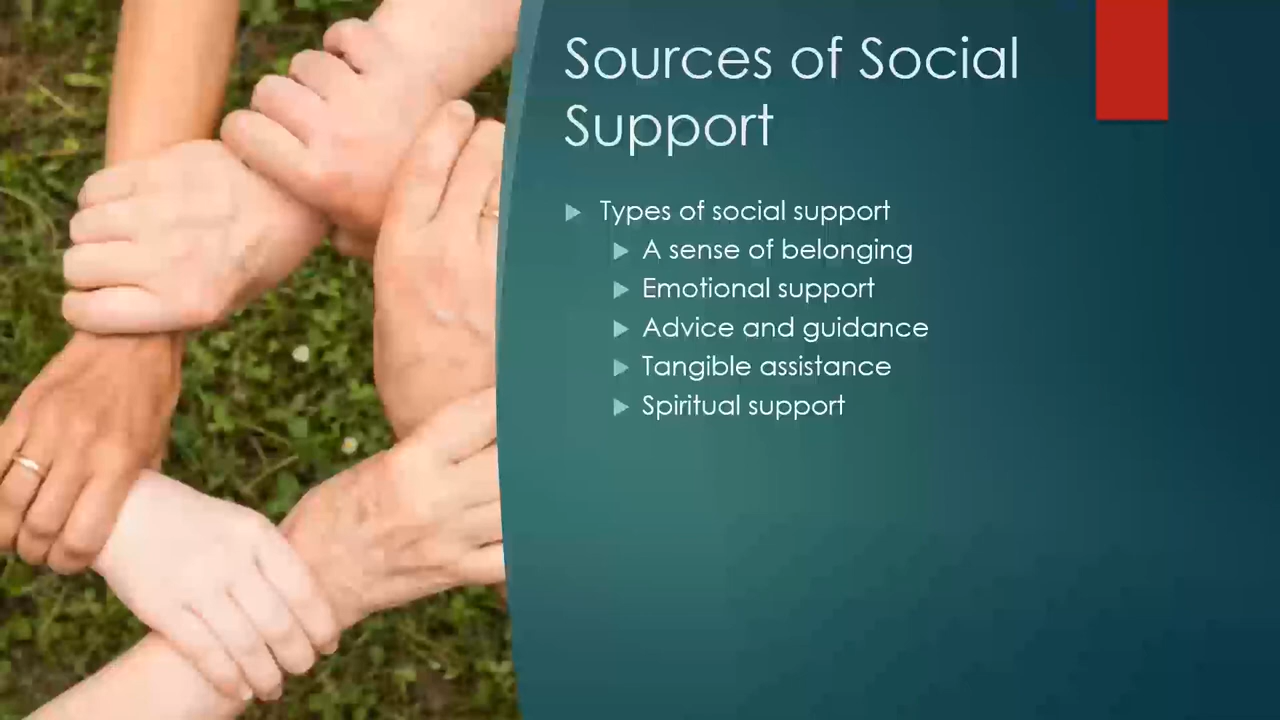 Sources of Social
Support
Types of social support
A sense of belonging
Emotional support
Advice and guidance
Tangible assistance
Spiritual support